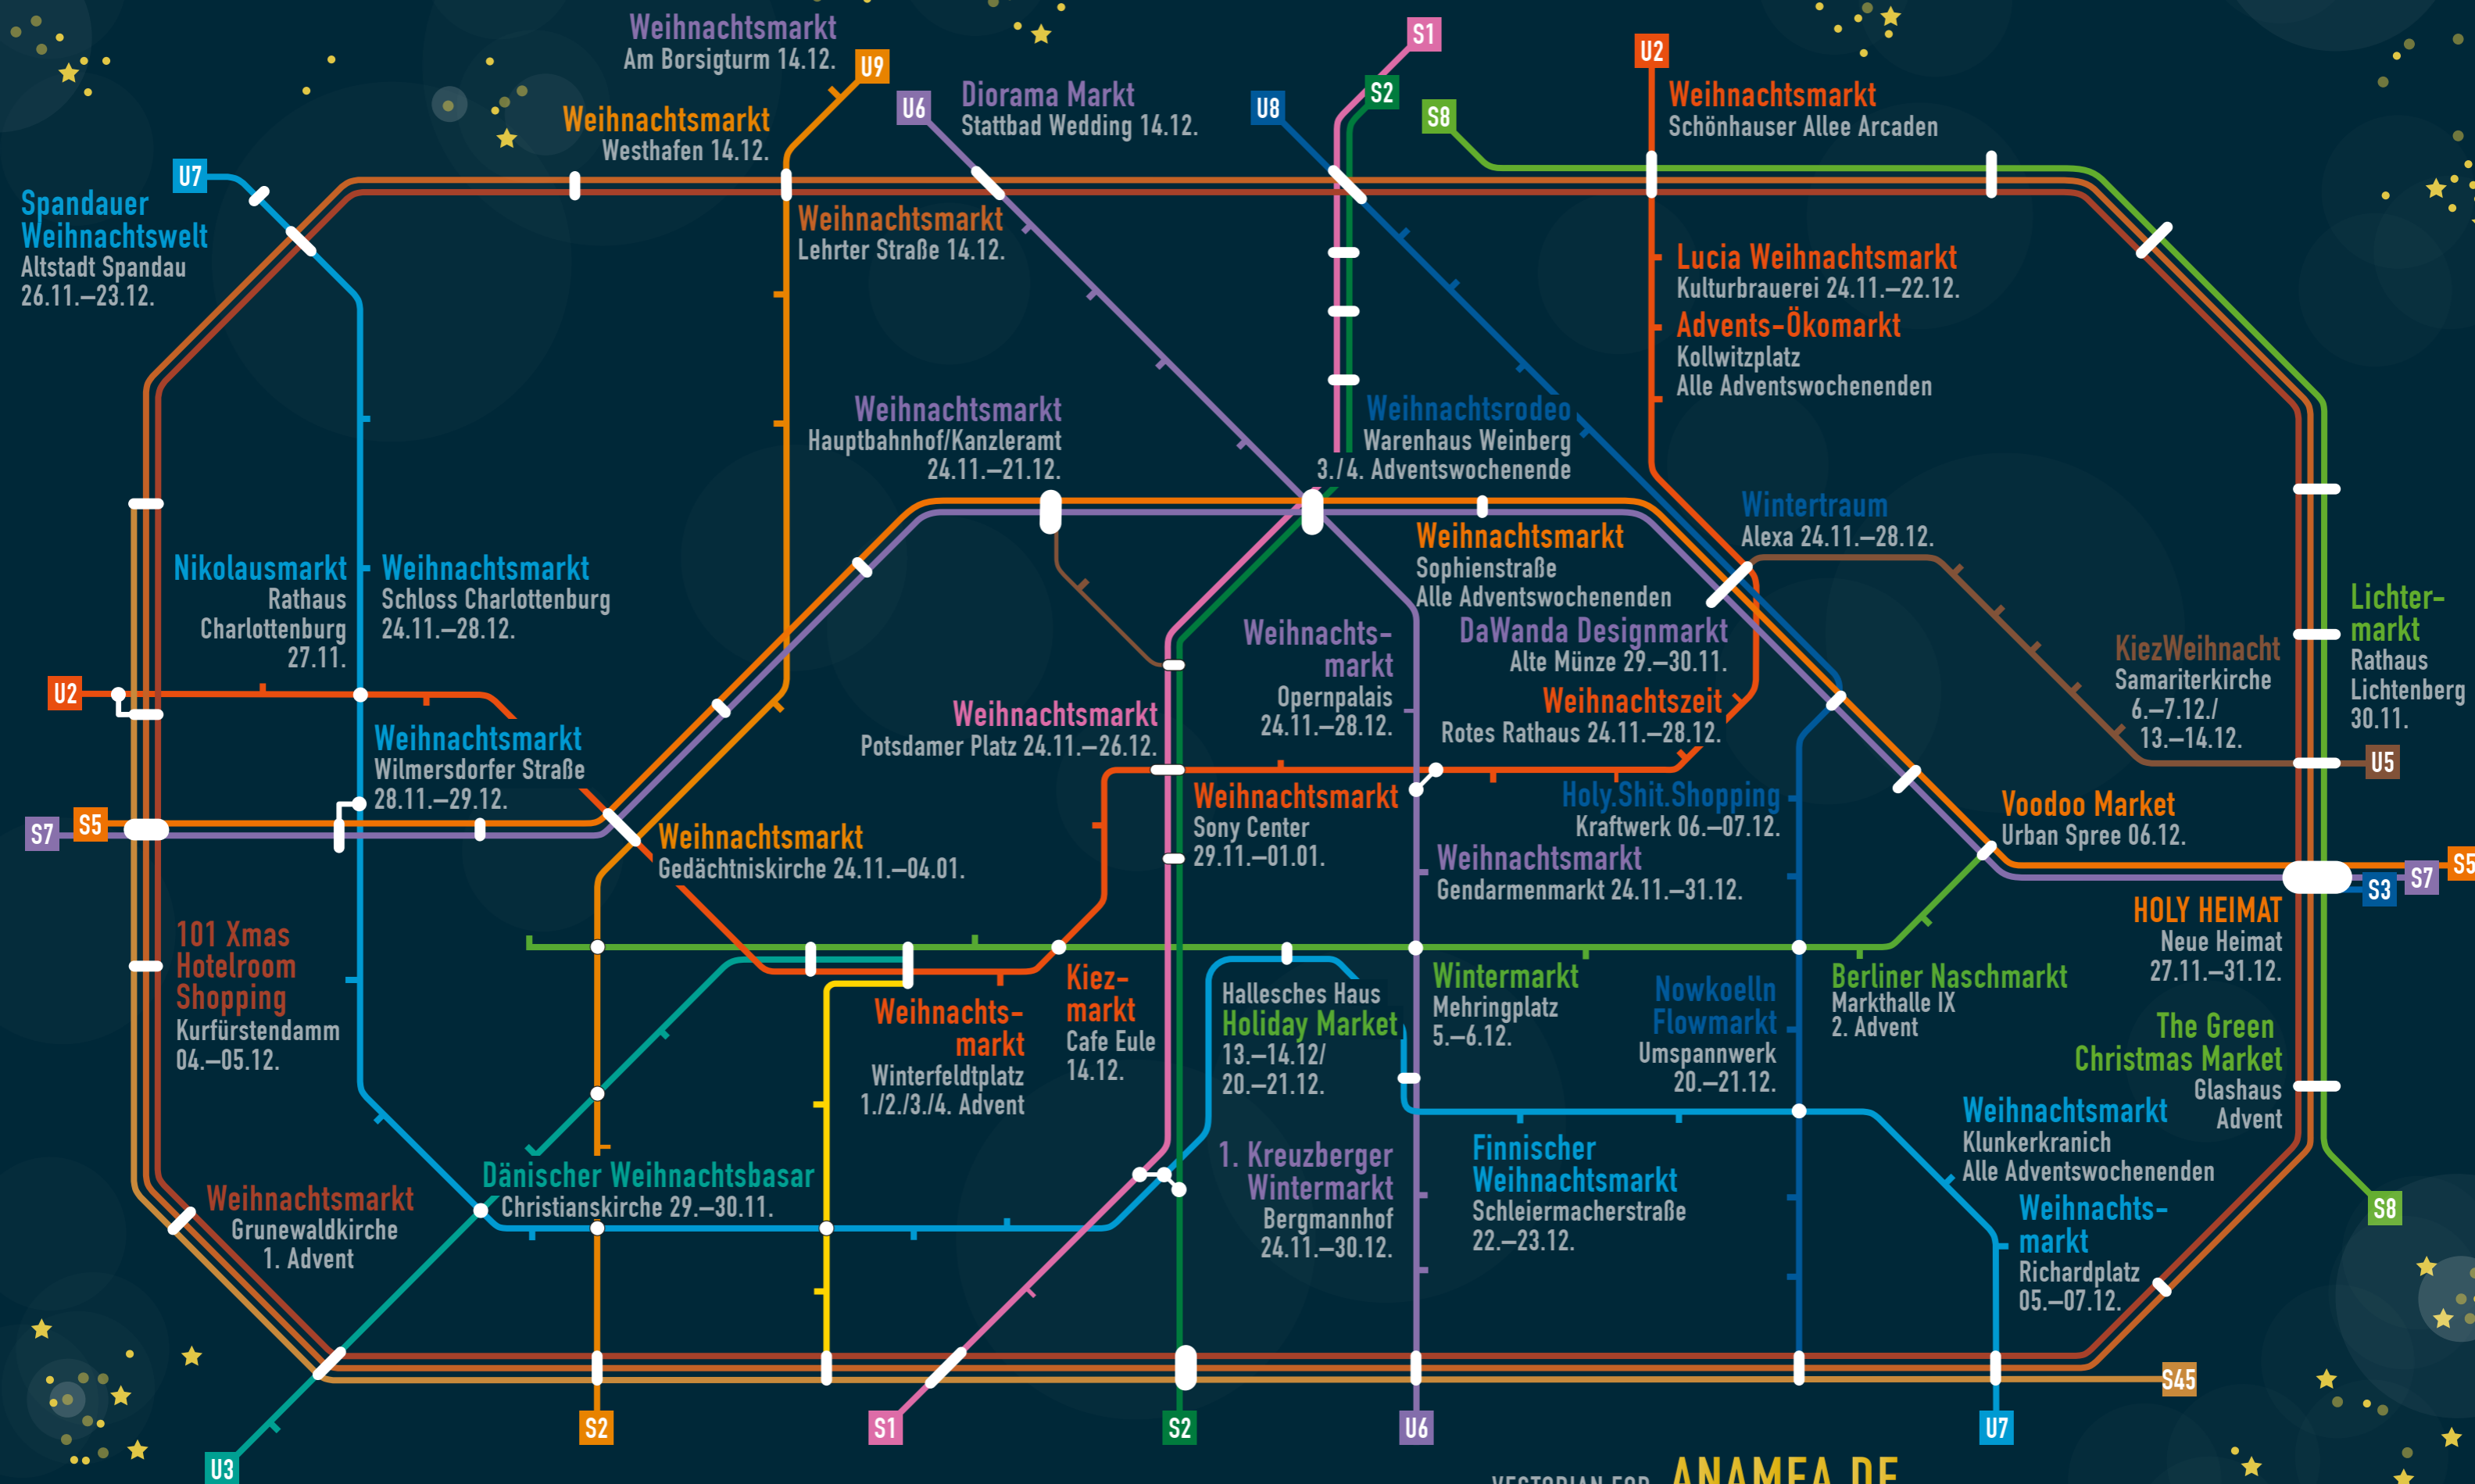 Weihnachtsmarkt
Am Borsigturm 14.12.
U9
S1
U2
S2
U6
Diorama Markt
Stattbad Wedding 14.12.
U8
S8
Weihnachtsmarkt
Schönhauser Allee Arcaden
Weihnachtsmarkt
Westhafen 14.12.
U7
Spandauer
Weihnachtswelt
Altstadt Spandau
26.11.–23.12.
Weihnachtsmarkt
Lehrter Straße 14.12.
Lucia Weihnachtsmarkt
Kulturbrauerei 24.11.–22.12.
Advents-Ökomarkt
Kollwitzplatz
Alle Adventswochenenden
Weihnachtsmarkt
Hauptbahnhof/Kanzleramt
24.11.–21.12.
Weihnachtsrodeo
Warenhaus Weinberg
3./4. Adventswochenende
Wintertraum
Alexa 24.11.–28.12.
Weihnachtsmarkt
Sophienstraße
Alle Adventswochenenden
Nikolausmarkt
Rathaus
Charlottenburg
27.11.
Weihnachtsmarkt
Schloss Charlottenburg
24.11.–28.12.
Lichter-
markt
Rathaus
Lichtenberg
30.11.
Weihnachts-
markt
Opernpalais
24.11.–28.12.
DaWanda Designmarkt
Alte Münze 29.–30.11.
KiezWeihnacht
Samariterkirche
6.–7.12./
13.–14.12.
U2
Weihnachtsmarkt
Potsdamer Platz 24.11.–26.12.
Weihnachtszeit
Rotes Rathaus 24.11.–28.12.
U5
Weihnachtsmarkt
Wilmersdorfer Straße
28.11.–29.12.
Weihnachtsmarkt
Sony Center
29.11.–01.01.
Holy.Shit.Shopping
Kraftwerk 06.–07.12.
Voodoo Market
Urban Spree 06.12.
S7
S5
Weihnachtsmarkt
Gedächtniskirche 24.11.–04.01.
Weihnachtsmarkt
Gendarmenmarkt 24.11.–31.12.
S5
S7
S3
HOLY HEIMAT
Neue Heimat
27.11.–31.12.
101 Xmas
Hotelroom
Shopping
Kurfürstendamm
04.–05.12.
Weihnachts-
markt
Winterfeldtplatz
1./2./3./4. Advent
Kiez-
markt
Cafe Eule
14.12.
Hallesches Haus
Holiday Market
13.–14.12/
20.–21.12.
Wintermarkt
Mehringplatz
5.–6.12.
Nowkoelln
Flowmarkt
Umspannwerk
20.–21.12.
Berliner Naschmarkt
Markthalle IX
2. Advent
The Green
Christmas Market
Glashaus
Advent
Weihnachtsmarkt
Klunkerkranich
Alle Adventswochenenden
Dänischer Weihnachtsbasar
Christianskirche 29.–30.11.
1. Kreuzberger
Wintermarkt
Bergmannhof
24.11.–30.12.
Finnischer
Weihnachtsmarkt
Schleiermacherstraße
22.–23.12.
Weihnachtsmarkt
Grunewaldkirche
1. Advent
Weihnachts-
markt
Richardplatz
05.–07.12.
S8
S45
S2
S1
S2
U6
U7
U3
VESTORIAN FOR ANAMEA.DE